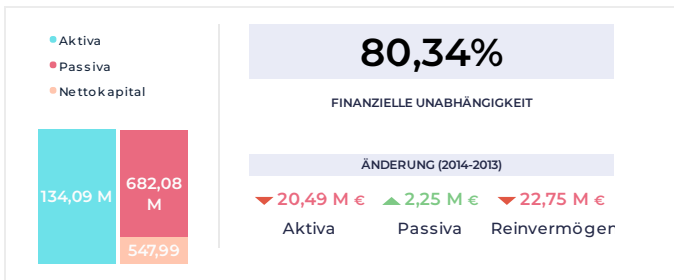 Aktiva
Passiva
Nettokapital
134,09 M
682,08
M
547,99
80,34%
FINANZIELLE UNABHÄNGIGKEIT
ÄNDERUNG (2014-2013)
20,49 M € 2,25 M € 22,75 M €
Aktiva Passiva Reinvermöger